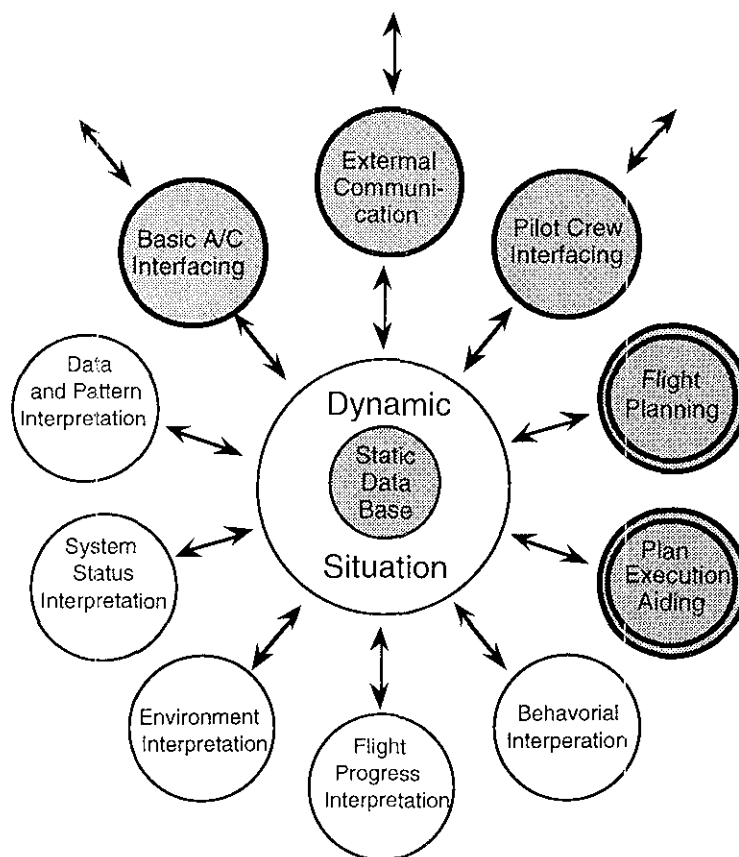 Extermal
Communi-
cation
Basic A/C
Interfacing
Pilot Crew
Interfacing
Data
and Pattern
Interpretation
Dynamic
Static
Data
Base
Situation
Flight
Planning
System
Status
Interpretation
Plan
Execution
Aiding
Environment
Interpretation
Flight
Progress
Interpretation
Behavorial
Interperation